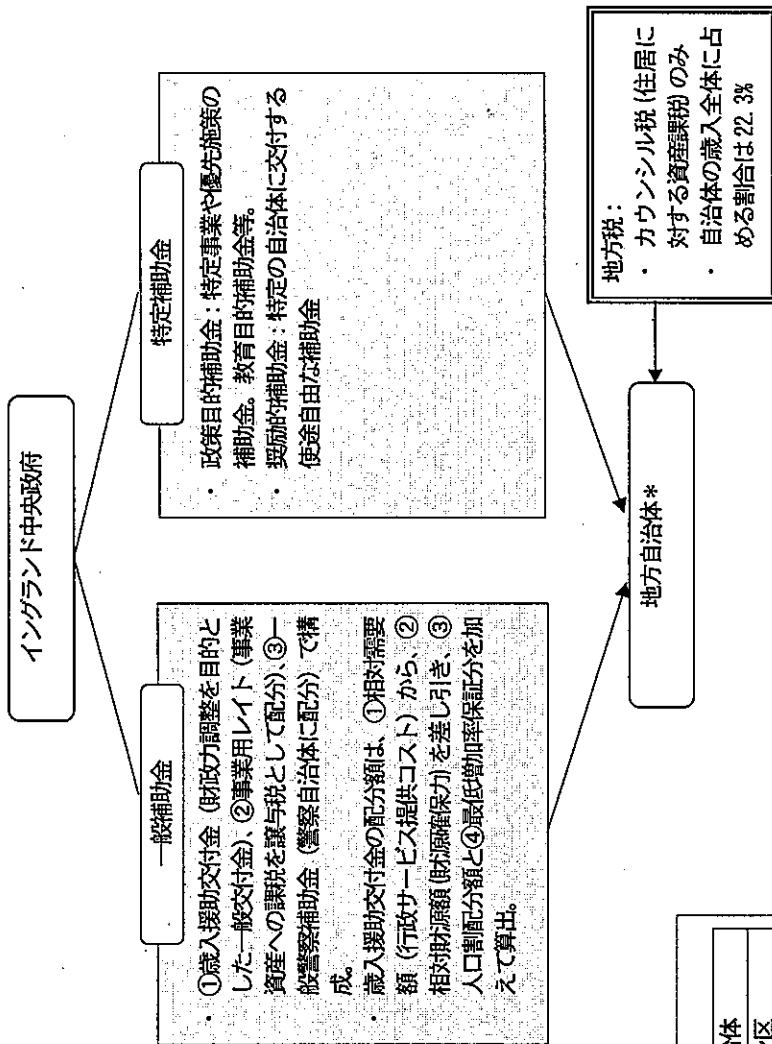 イングランド中央政府
一般補助金
・ ①歳入援助交付金（財政力調整を目的と
した一般交付金）、②事業用レイト（事業
資産への課税を譲与税として配分）、③一
般警察補助金（警察自治体に配分）で構
成。
・ 歳入援助交付金の配分額は、①相対需要
額（行政サービス提供コスト）から、②
相対財源額（財源確保力）を差し引き、③
人口割配分額と④最低増加率保証分を加
えて算出。
特定補助金
・ 政策目的補助金：特定事業や優先施策の
補助金。教育目的補助金等。
・ 奨励的補助金：特定の自治体に交付する
使途自由な補助金
地方自治体*
地方税：
・ カウンシル税（住居に
対する資産課税）のみ
・ 自治体の歳入全体に占
める割合は22.3%